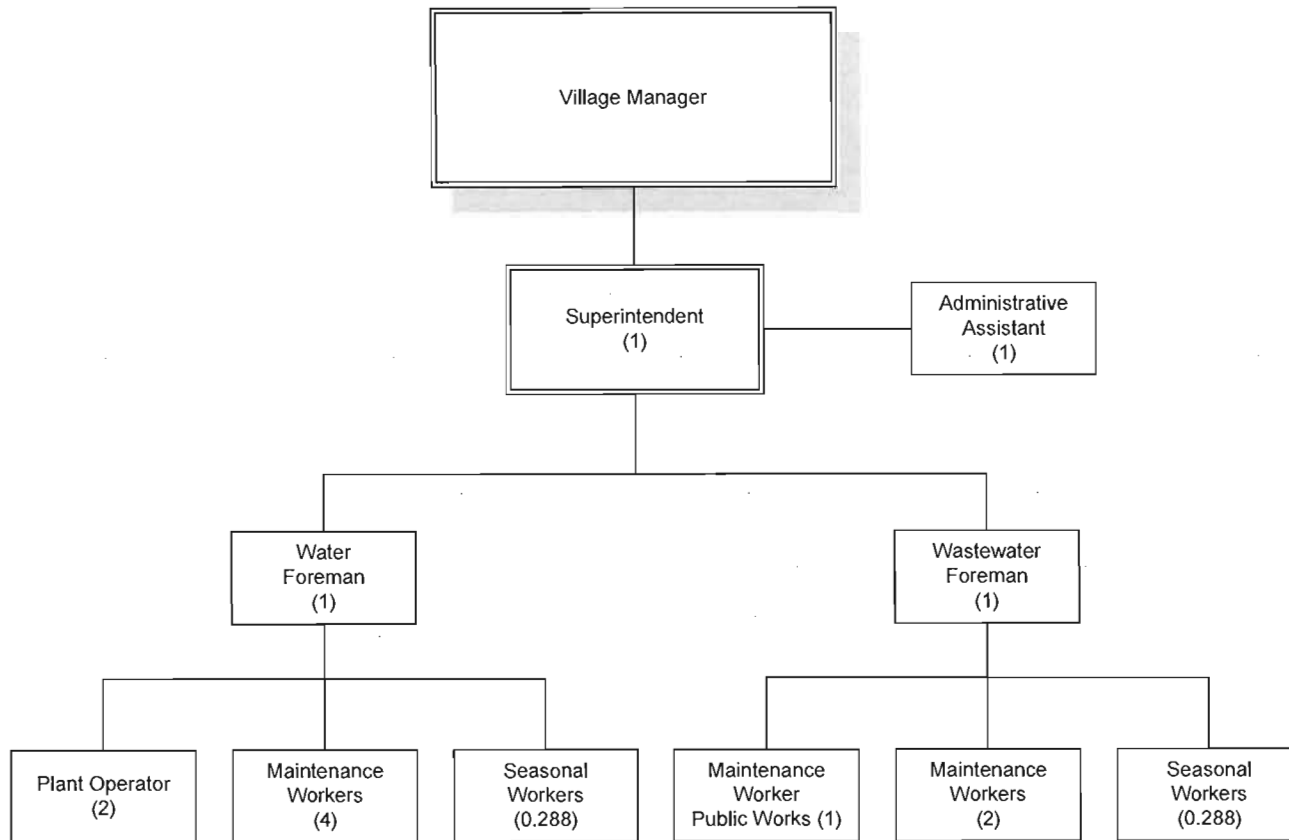 Village Manager
Superintendent
(1)
Administrative
Assistant
(1)
Water
Foreman
(1)
Wastewater
Foreman
(1)
Plant Operator
(2)
Maintenance
Workers
(4)
Seasonal
Workers
(0.288)
Maintenance
Worker
Public Works (1)
Maintenance
Workers
(2)
Seasonal
Workers
(0.288)